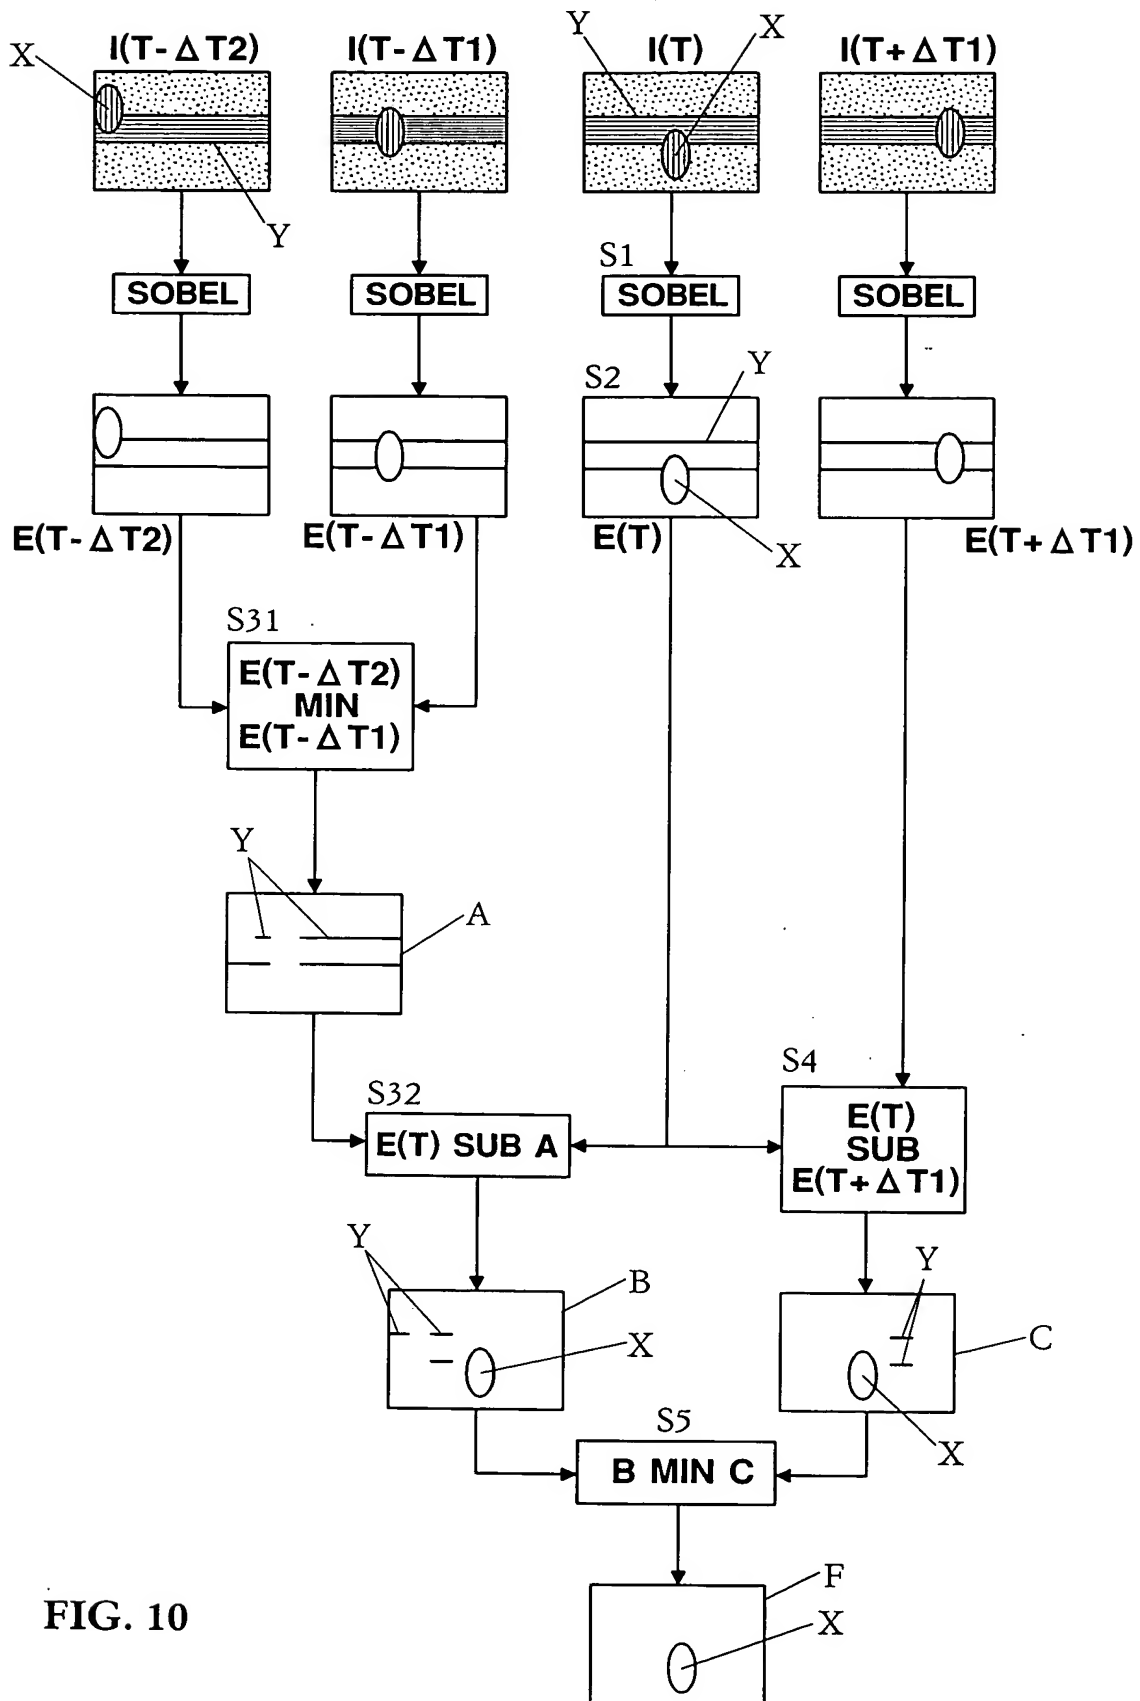 X
I(T-ΔT2)
I(T-ΔT1)
Y
I(T)
X
I(T+ΔT1)
X
Y
S1
SOBEL
SOBEL
SOBEL
SOBEL
S2
Y
E(T-ΔT2)
E(T-ΔT1)
E(T)
X
E(T+ΔT1)
S31
E(T-ΔT2)
MIN
E(T-ΔT1)
Y
A
S32
E(T) SUB A
S4
E(T)
SUB
E(T+ΔT1)
Y
B
X
Y
C
X
S5
B MIN C
F
X
FIG. 10